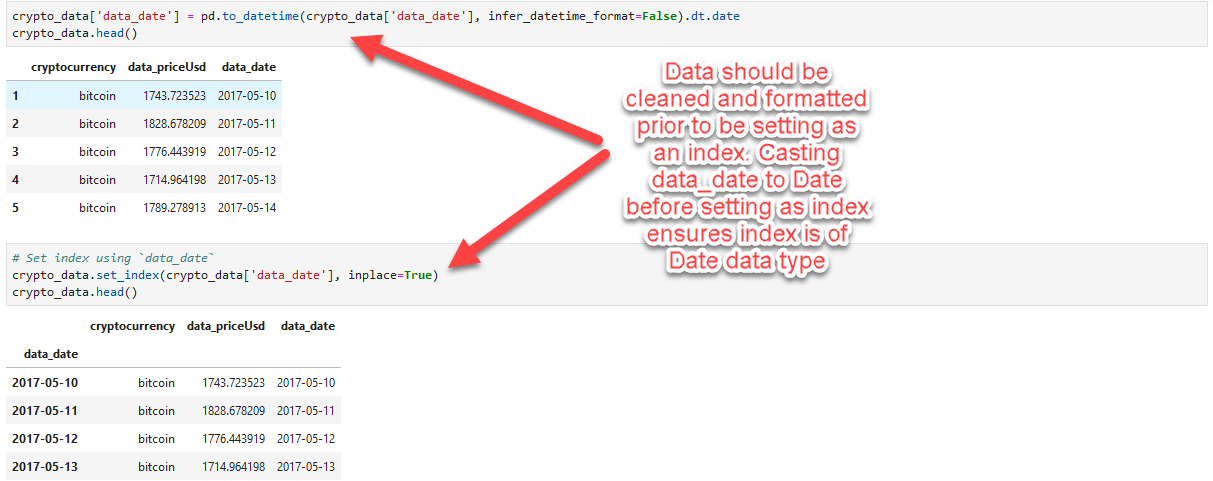 crypto_data['data_date'] = pd.to_datetime(crypto_data['data_date'], infer_datetime_format=False).dt.date
crypto_data.head()
cryptocurrency data_priceUsd data_date
1 bitcoin 1743.723523 2017-05-10
2 bitcoin 1828.678209 2017-05-11
3 bitcoin 1776.443919 2017-05-12
4 bitcoin 1714.964198 2017-05-13
5 bitcoin 1789.278913 2017-05-14
Data should be
cleaned and formatted
prior to be setting as
an index. Casting
data_date to Date
before setting as index
ensures index is of
Date data type
# Set index using `data_date`
crypto_data.set_index(crypto_data['data_date'], inplace=True)
crypto_data.head()
cryptocurrency data_priceUsd data_date
data_date
2017-05-10 bitcoin 1743.723523 2017-05-10
2017-05-11 bitcoin 1828.678209 2017-05-11
2017-05-12 bitcoin 1776.443919 2017-05-12
2017-05-13 bitcoin 1714.964198 2017-05-13